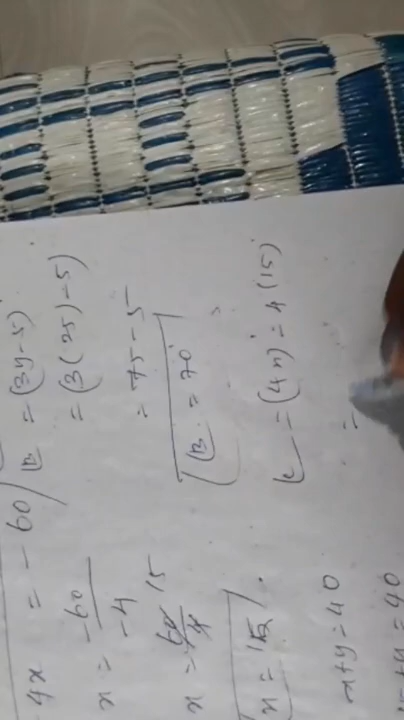 4x = -60
x = -60/-4
x = 60/4 15
x = 15
x+y=40
+y=40
∠B = (3y-5)
= (3(25)-5)
= 75-5
∠B = 70°
∠C = (4x)° = 4(15)°
=